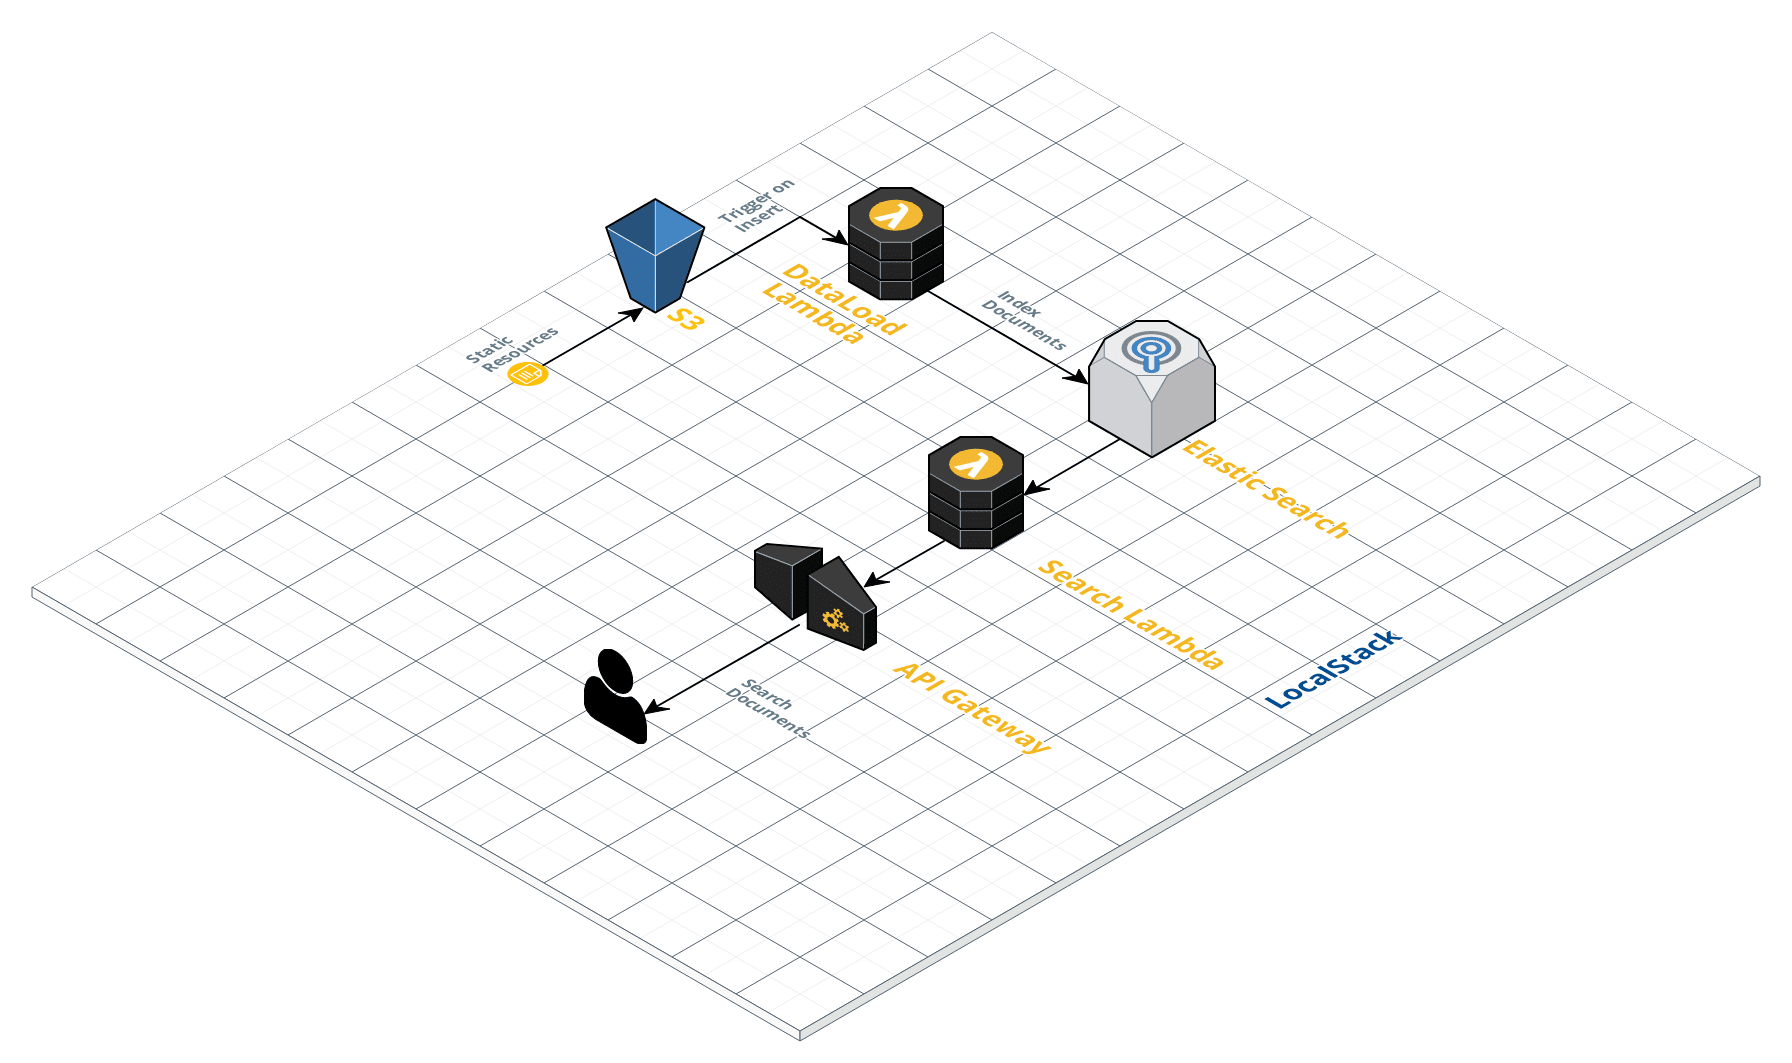 Trigger on
Insert
DataLoad
Lambda
S3
Static
Resources
Index
Documents
Elastic Search
Search Lambda
API Gateway
Search
Documents
LocalStack